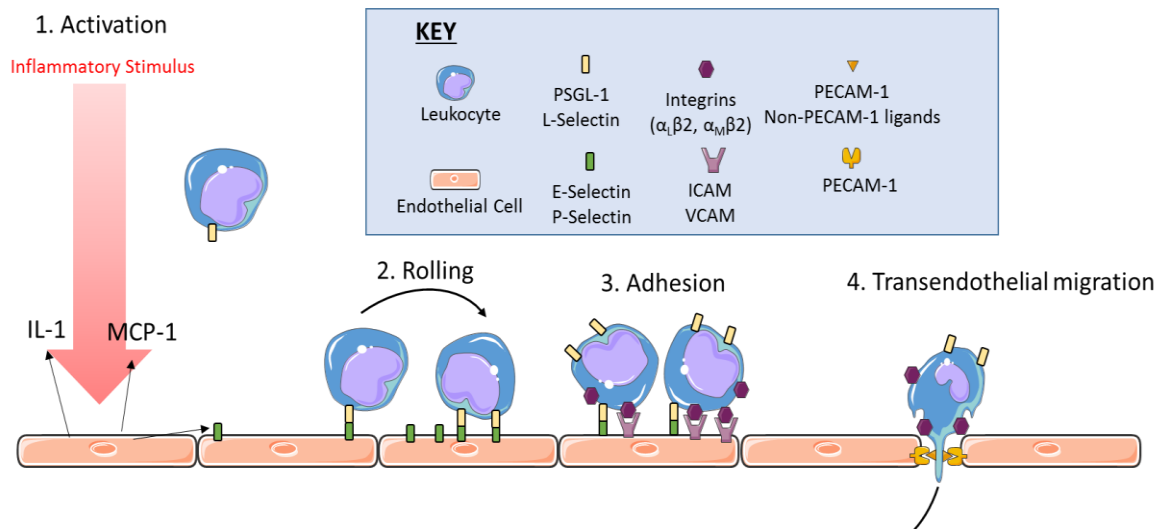 1. Activation
Inflammatory Stimulus
IL-1
MCP-1
KEY
Leukocyte
PSGL-1
L-Selectin
Integrins
(αLβ2, αMβ2)
PECAM-1
Non-PECAM-1 ligands
Endothelial Cell
E-Selectin
P-Selectin
ICAM
VCAM
PECAM-1
2. Rolling
3. Adhesion
4. Transendothelial migration